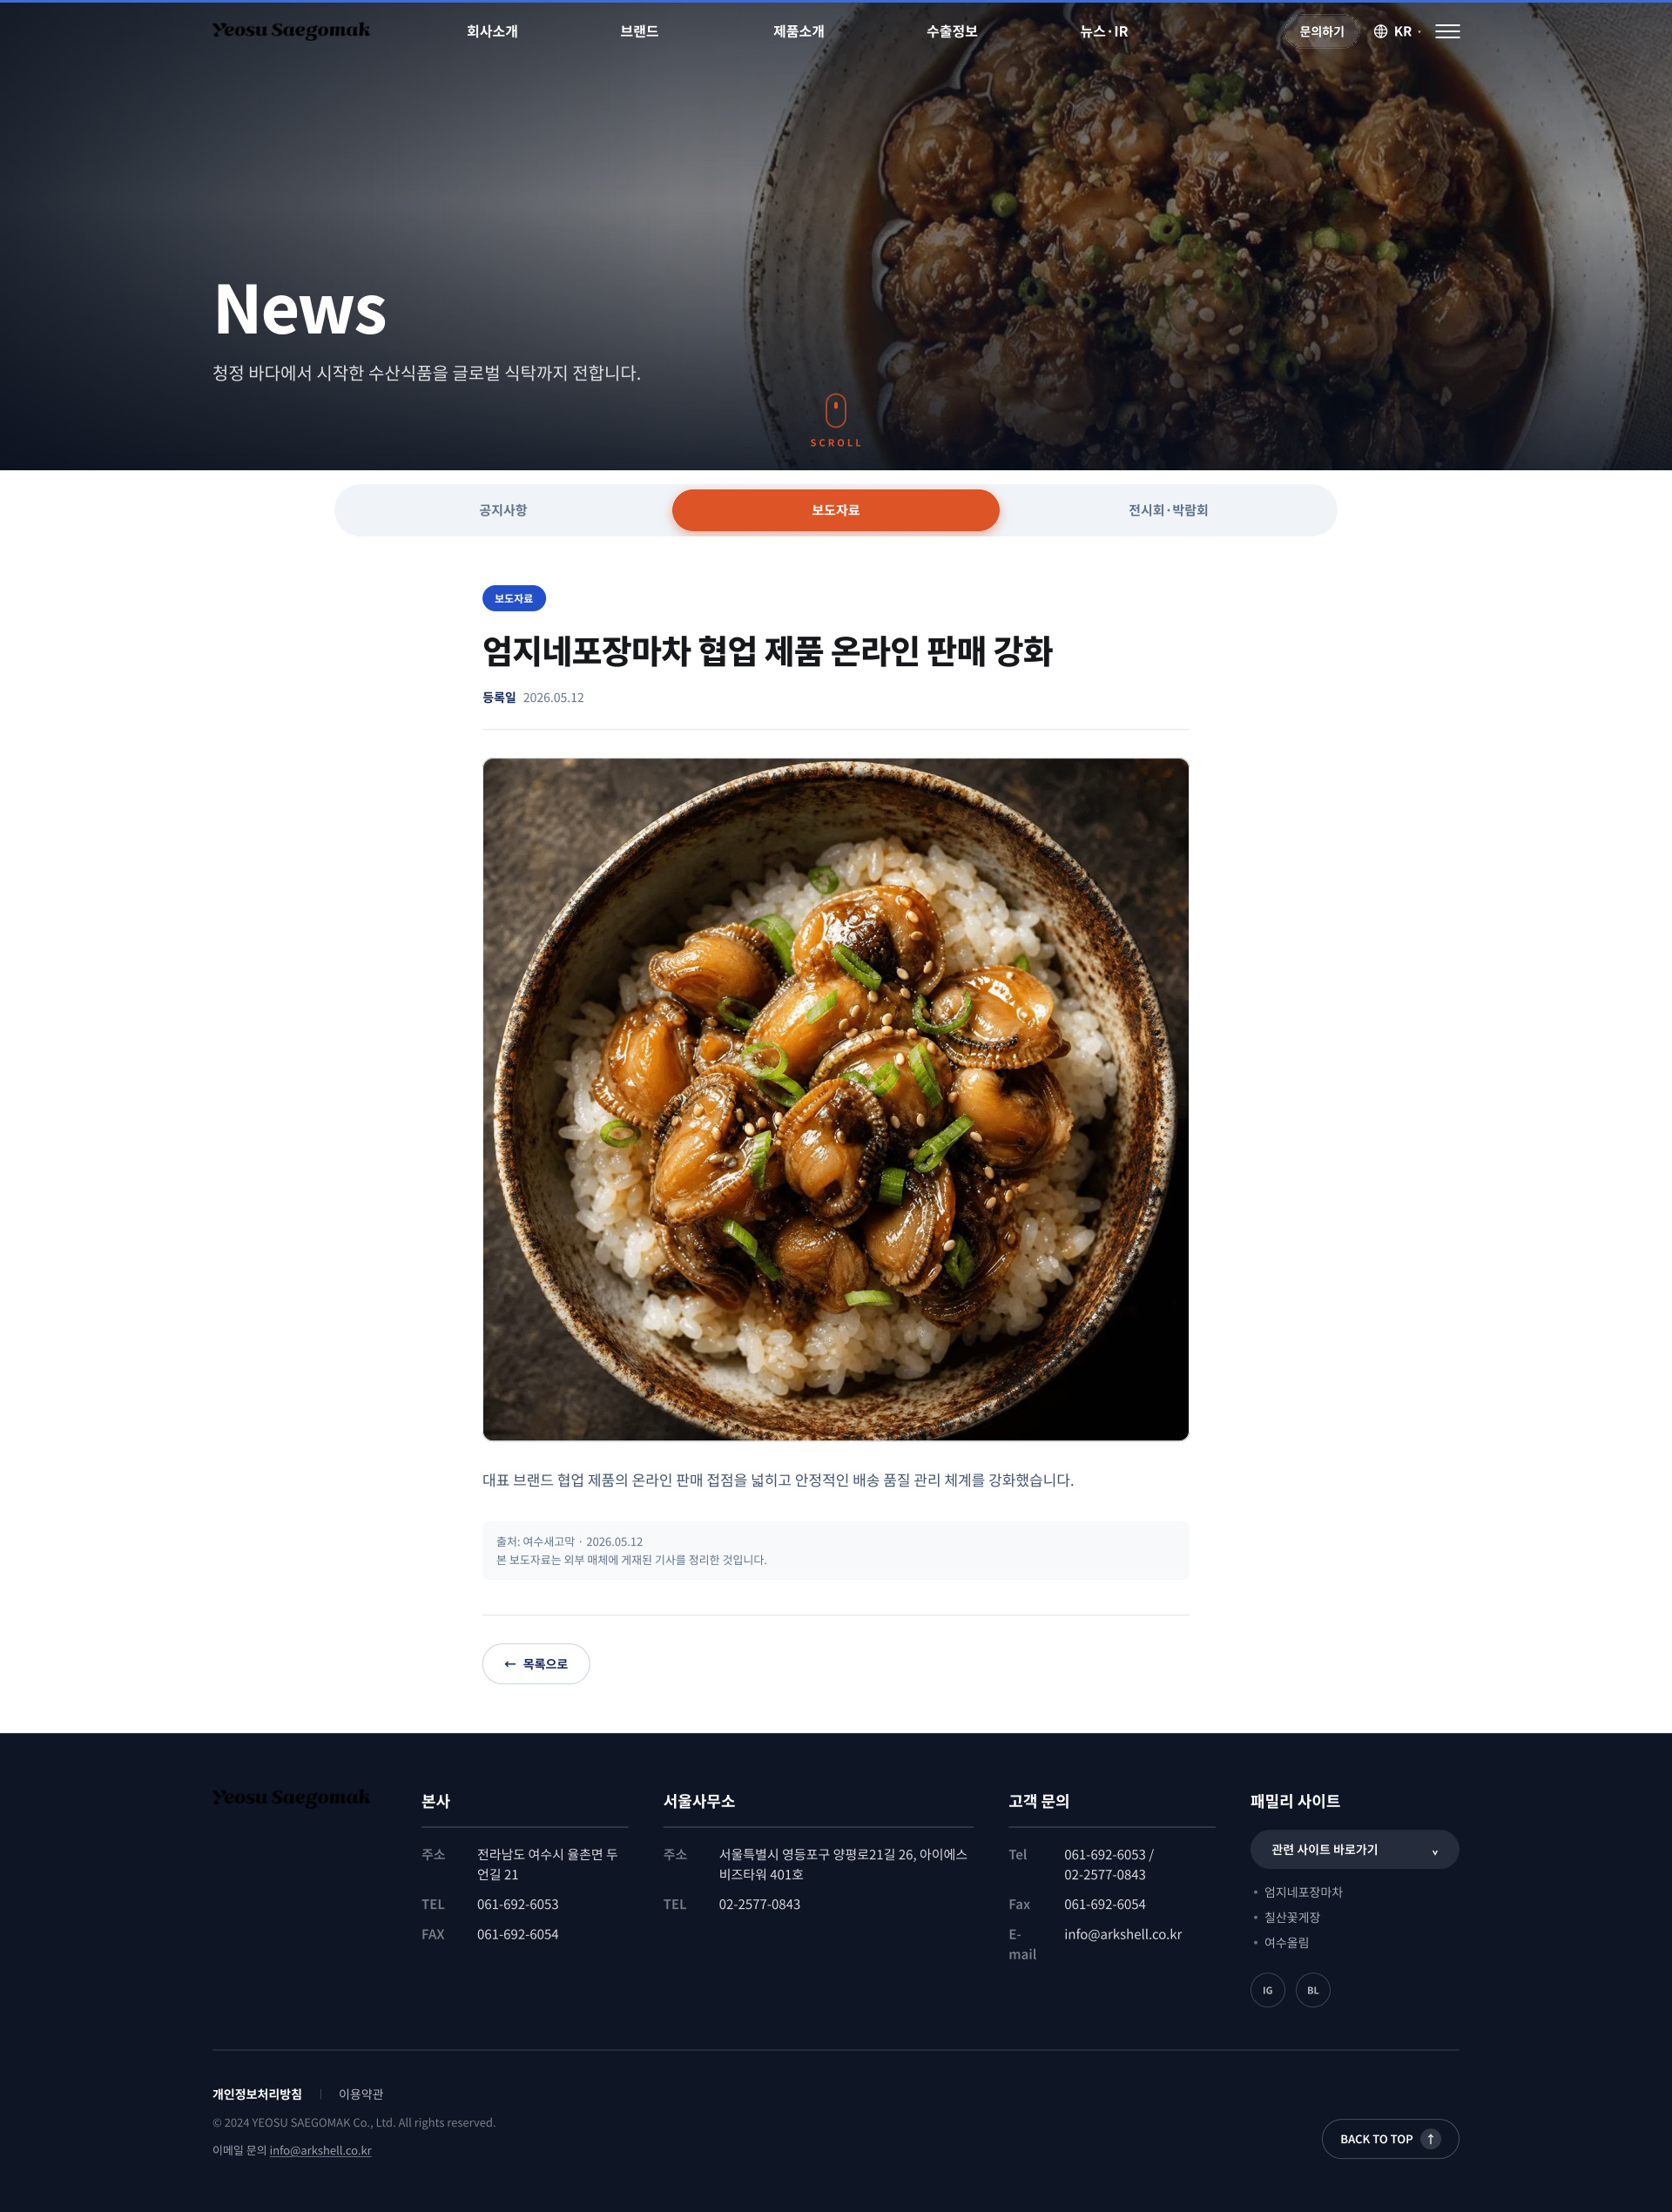 Yeosu Saegomak
회사소개
브랜드
제품소개
수출정보
뉴스·IR
문의하기
KR
News
청정 바다에서 시작한 수산식품을 글로벌 식탁까지 전합니다.
SCROLL
공지사항
보도자료
전시회·박람회
보도자료
엄지네포장마차 협업 제품 온라인 판매 강화
등록일 2026.05.12
대표 브랜드 협업 제품의 온라인 판매 접점을 넓히고 안정적인 배송 품질 관리 체계를 강화했습니다.
출처: 여수새고막 · 2026.05.12
본 보도자료는 외부 매체에 게재된 기사를 정리한 것입니다.
← 목록으로
Yeosu Saegomak
본사
주소 전라남도 여수시 율촌면 두
언길 21
TEL 061-692-6053
FAX 061-692-6054
서울사무소
주소 서울특별시 영등포구 양평로21길 26, 아이에스
비즈타워 401호
TEL 02-2577-0843
고객 문의
Tel 061-692-6053 /
02-2577-0843
Fax 061-692-6054
E-
mail info@arkshell.co.kr
패밀리 사이트
관련 사이트 바로가기
• 엄지네포장마차
• 칠산꽃게장
• 여수올림
IG
BL
개인정보처리방침 | 이용약관
© 2024 YEOSU SAEGOMAK Co., Ltd. All rights reserved.
이메일 문의 info@arkshell.co.kr
BACK TO TOP ↑